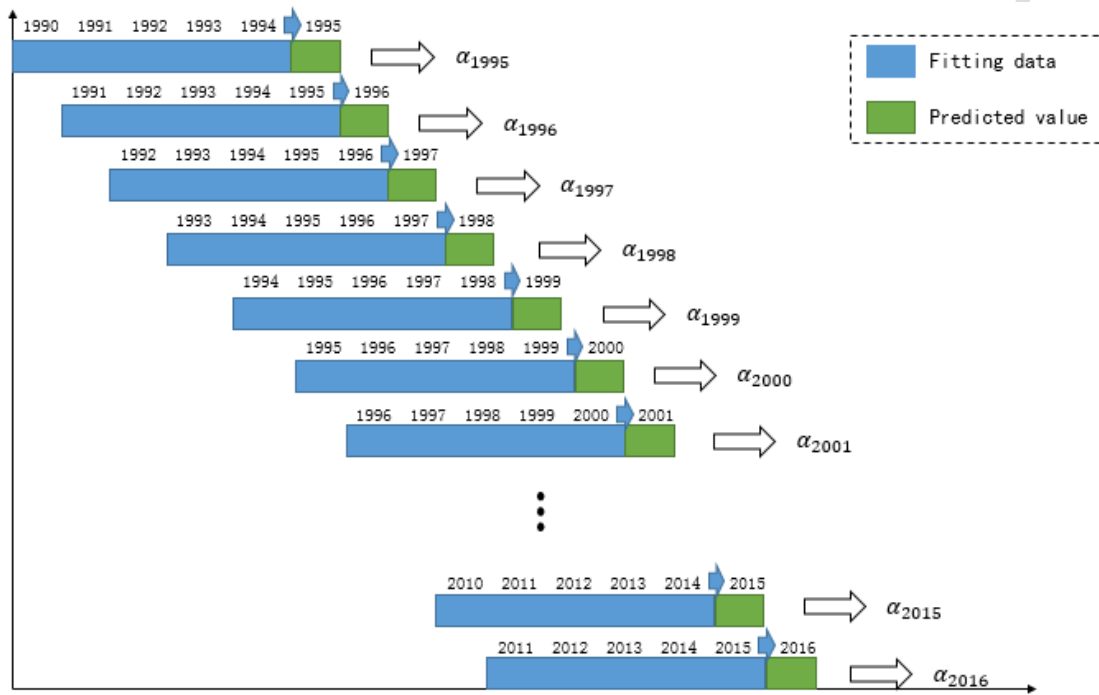 1990 1991 1992 1993 1994 1995
α1995
Fitting data
Predicted value
1991 1992 1993 1994 1995 1996
α1996
1992 1993 1994 1995 1996 1997
α1997
1993 1994 1995 1996 1997 1998
α1998
1994 1995 1996 1997 1998 1999
α1999
1995 1996 1997 1998 1999 2000
α2000
1996 1997 1998 1999 2000 2001
α2001
2010 2011 2012 2013 2014 2015
α2015
2011 2012 2013 2014 2015 2016
α2016